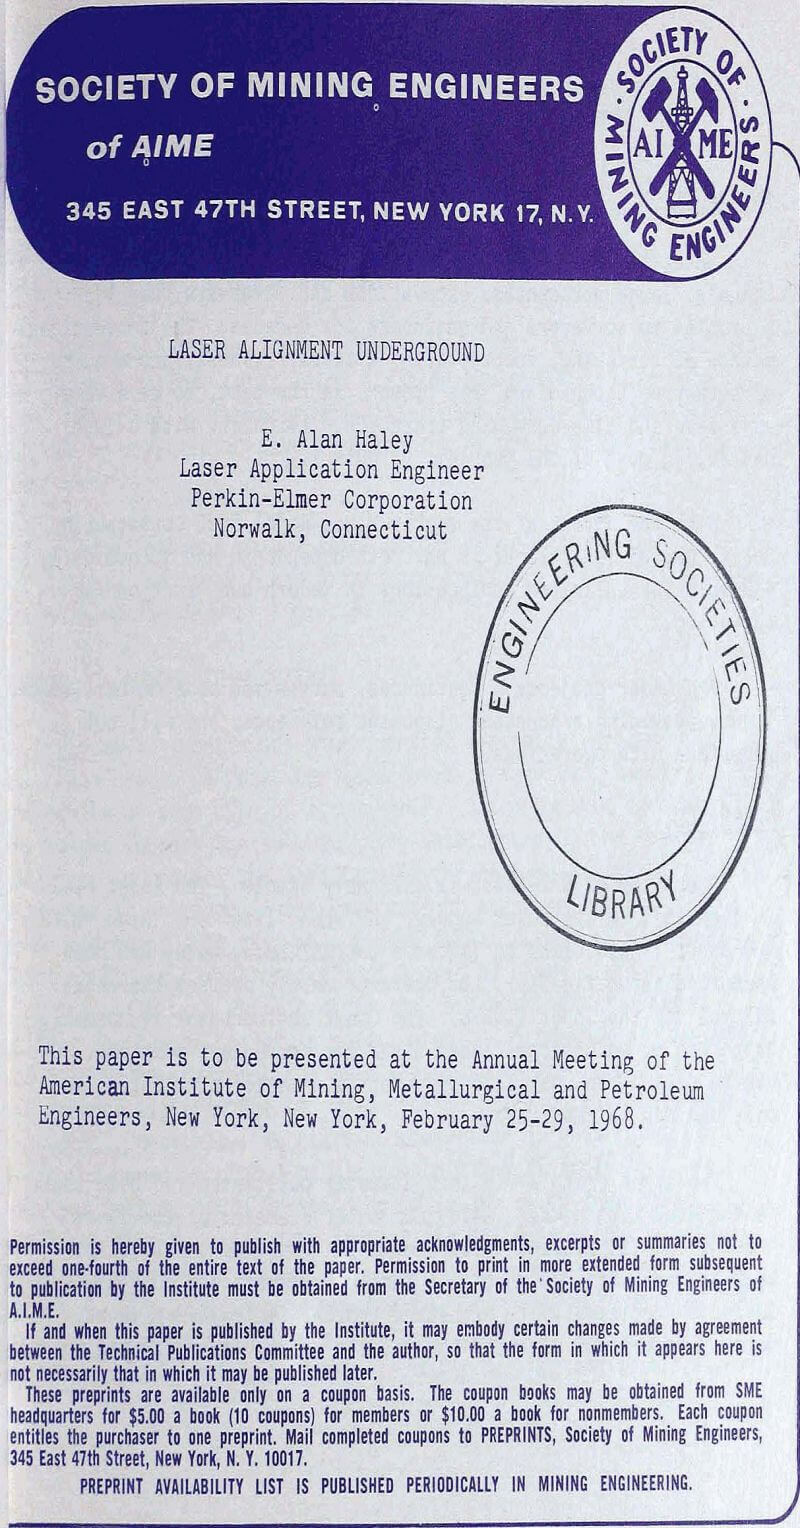 SOCIETY OF MINING ENGINEERS
of AIME
345 EAST 47TH STREET, NEW YORK 17, N.Y.
· SOCIETY OF · MINING ENGINEERS
AI ME
LASER ALIGNMENT UNDERGROUND
E. Alan Haley
Laser Application Engineer
Perkin-Elmer Corporation
Norwalk, Connecticut
ENGINEERING SOCIETIES
LIBRARY
This paper is to be presented at the Annual Meeting of the
American Institute of Mining, Metallurgical and Petroleum
Engineers, New York, New York, February 25-29, 1968.
Permission is hereby given to publish with appropriate acknowledgments, excerpts or summaries not to
exceed one-fourth of the entire text of the paper. Permission to print in more extended form subsequent
to publication by the Institute must be obtained from the Secretary of the Society of Mining Engineers of
A.I.M.E.
If and when this paper is published by the Institute, it may embody certain changes made by agreement
between the Technical Publications Committee and the author, so that the form in which it appears here is
not necessarily that in which it may be published later.
These preprints are available only on a coupon basis. The coupon books may be obtained from SME
headquarters for $5.00 a book (10 coupons) for members or $10.00 a book for nonmembers. Each coupon
entitles the purchaser to one preprint. Mail completed coupons to PREPRINTS, Society of Mining Engineers,
345 East 47th Street, New York, N. Y. 10017.
PREPRINT AVAILABILITY LIST IS PUBLISHED PERIODICALLY IN MINING ENGINEERING.